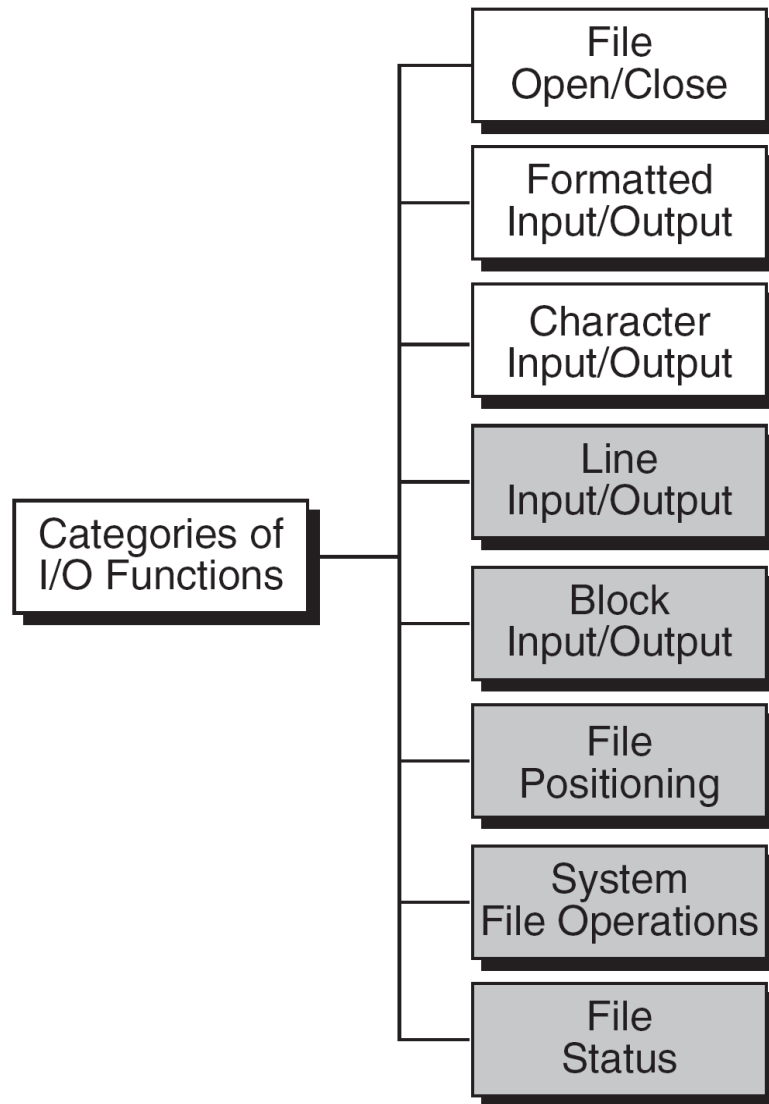 File
Open/Close
Formatted
Input/Output
Character
Input/Output
Line
Input/Output
Categories of
I/O Functions
Block
Input/Output
File
Positioning
System
File Operations
File
Status